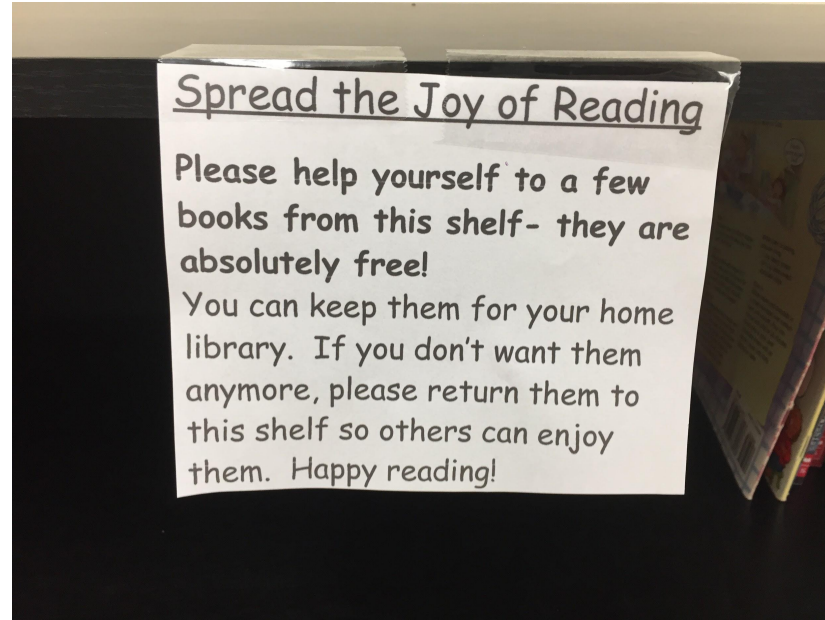 Spread the Joy of Reading
Please help yourself to a few
books from this shelf- they are
absolutely free!
You can keep them for your home
library. If you don't want them
anymore, please return them to
this shelf so others can enjoy
them. Happy reading!